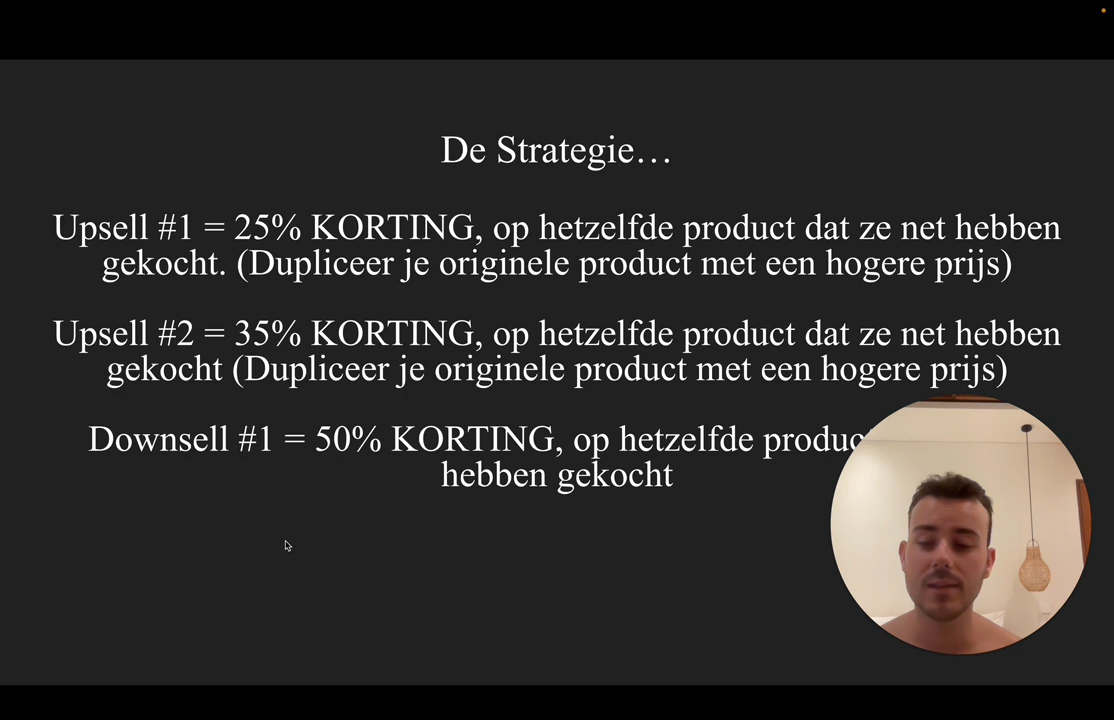 De Strategie…
Upsell #1 = 25% KORTING, op hetzelfde product dat ze net hebben
gekocht. (Dupliceer je originele product met een hogere prijs)
Upsell #2 = 35% KORTING, op hetzelfde product dat ze net hebben
gekocht (Dupliceer je originele product met een hogere prijs)
Downsell #1 = 50% KORTING, op hetzelfde
hebben gekocht